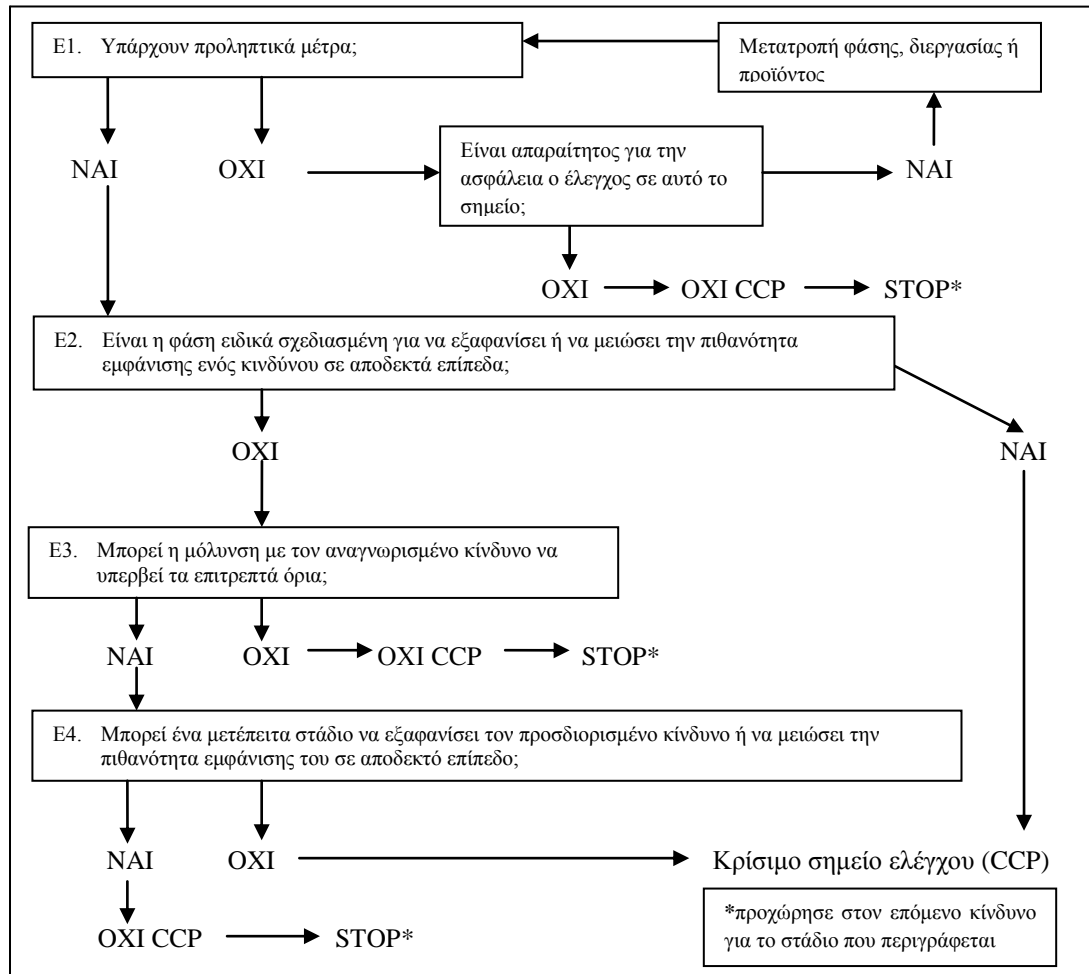 Ε1. Υπάρχουν προληπτικά μέτρα;
Μετατροπή φάσης, διεργασίας ή
προϊόντος
ΝΑΙ
ΟΧΙ
Είναι απαραίτητος για την
ασφάλεια ο έλεγχος σε αυτό το
σημείο;
ΝΑΙ
ΟΧΙ
ΟΧΙ CCP
STOP*
Ε2. Είναι η φάση ειδικά σχεδιασμένη για να εξαφανίσει ή να μειώσει την πιθανότητα
εμφάνισης ενός κινδύνου σε αποδεκτά επίπεδα;
ΟΧΙ
ΝΑΙ
Ε3. Μπορεί η μόλυνση με τον αναγνωρισμένο κίνδυνο να
υπερβεί τα επιτρεπτά όρια;
ΝΑΙ
ΟΧΙ
ΟΧΙ CCP
STOP*
Ε4. Μπορεί ένα μετέπειτα στάδιο να εξαφανίσει τον προσδιορισμένο κίνδυνο ή να μειώσει την
πιθανότητα εμφάνισης του σε αποδεκτό επίπεδο;
ΝΑΙ
ΟΧΙ
Κρίσιμο σημείο ελέγχου (CCP)
ΟΧΙ CCP
STOP*
*προχώρησε στον επόμενο κίνδυνο
για το στάδιο που περιγράφεται